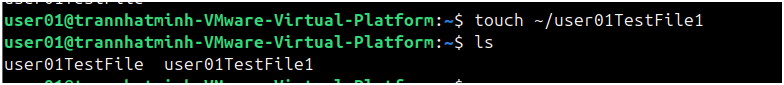 user01@trannhatminh-VMware-Virtual-Platform:~$ touch ~/user01TestFile1
user01@trannhatminh-VMware-Virtual-Platform:~$ ls
user01TestFile  user01TestFile1